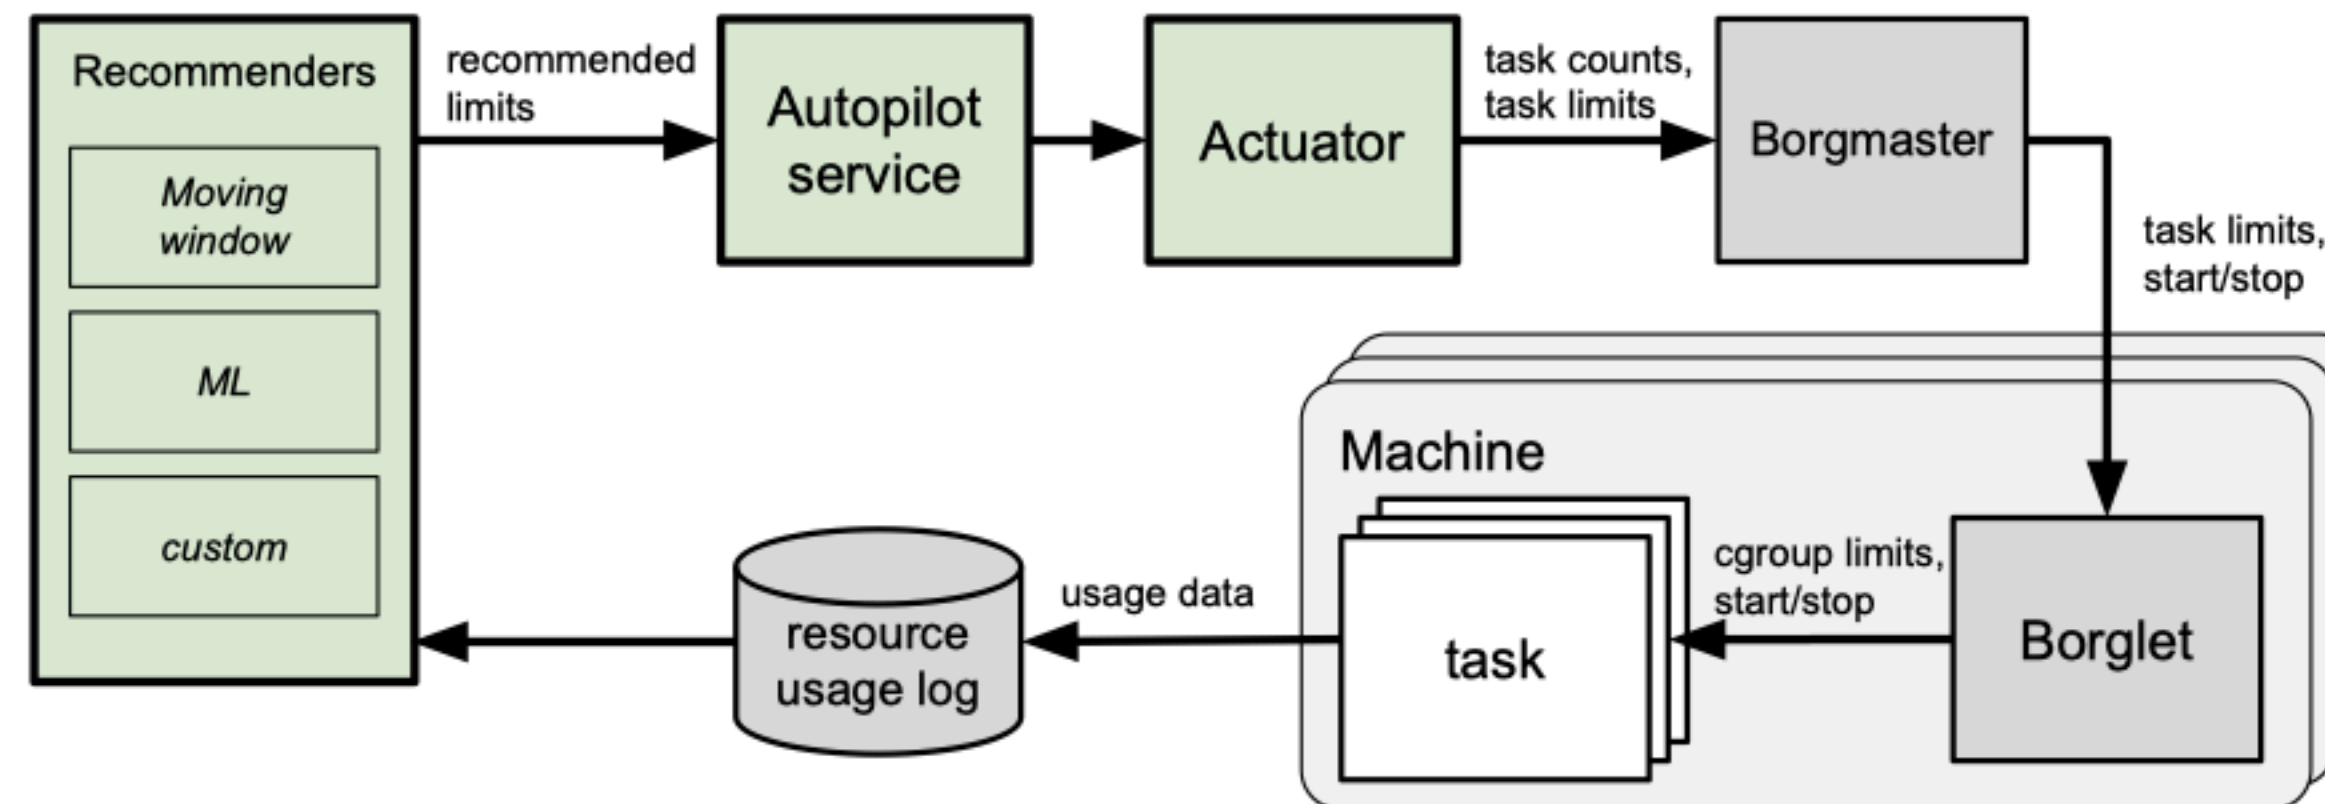 Recommenders
Moving
window
ML
custom
recommended
limits
Autopilot
service
Actuator
task counts,
task limits
Borgmaster
task limits,
start/stop
Machine
Borglet
cgroup limits,
start/stop
task
usage data
resource
usage log